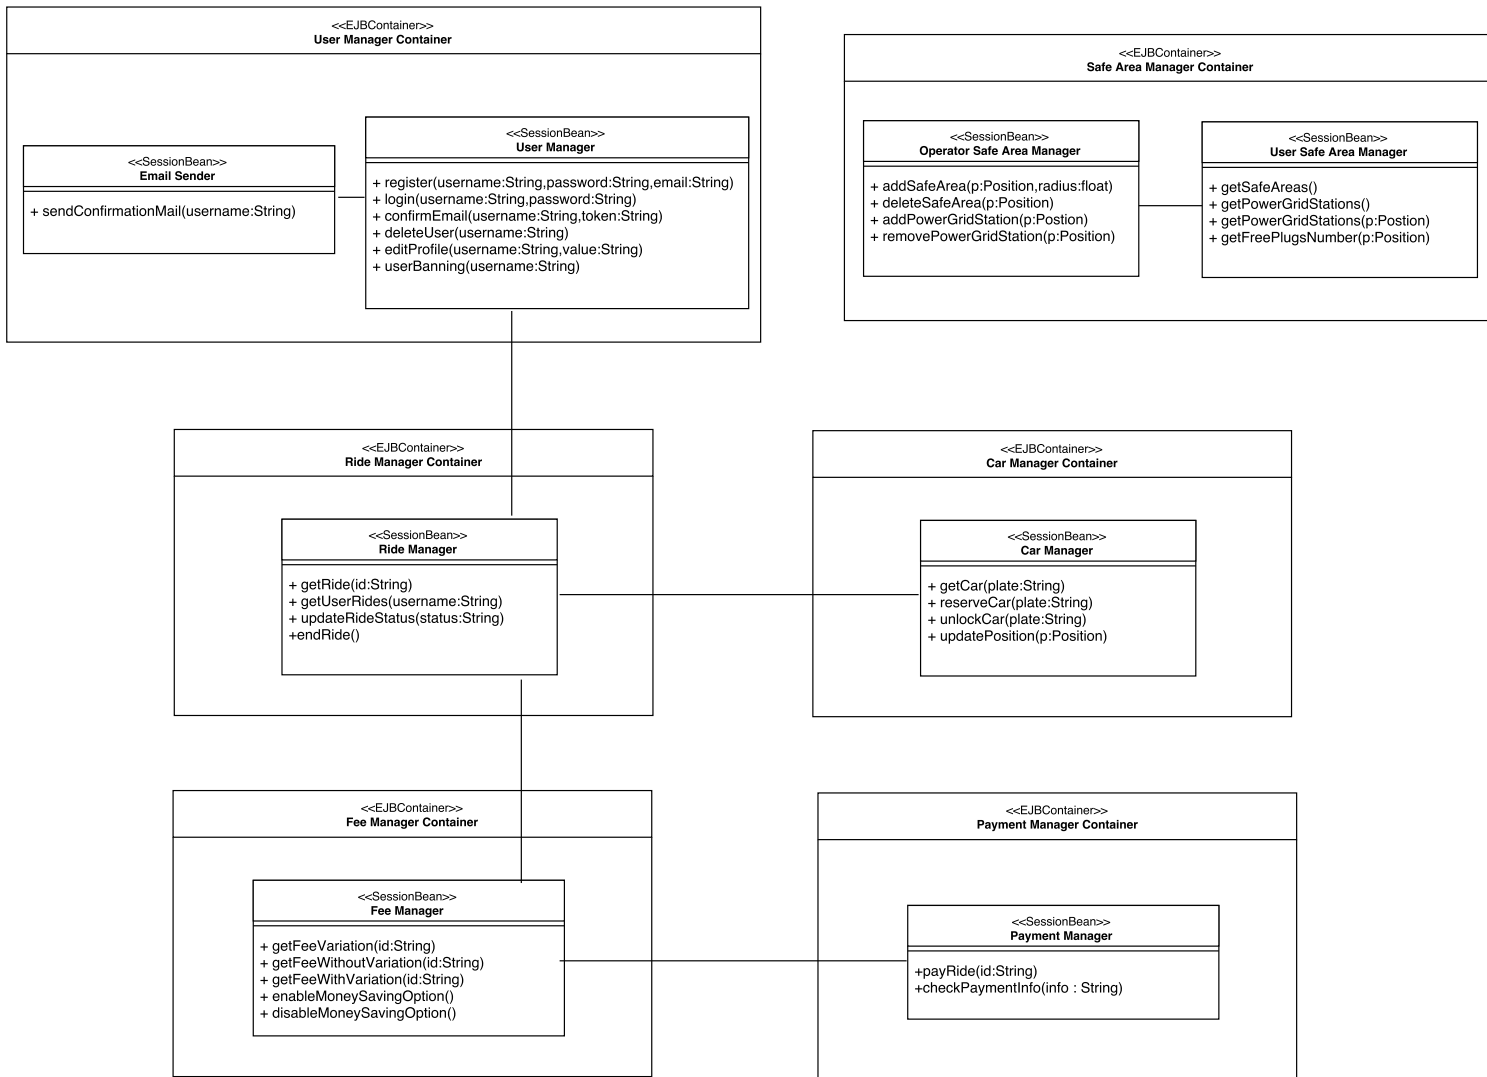 <<EJBContainer>>
User Manager Container
<<SessionBean>>
Email Sender
+ sendConfirmationMail(username:String)
<<SessionBean>>
User Manager
+ register(username:String,password:String,email:String)
+ login(username:String,password:String)
+ confirmEmail(username:String,token:String)
+ deleteUser(username:String)
+ editProfile(username:String,value:String)
+ userBanning(username:String)
<<EJBContainer>>
Safe Area Manager Container
<<SessionBean>>
Operator Safe Area Manager
+ addSafeArea(p:Position,radius:float)
+ deleteSafeArea(p:Position)
+ addPowerGridStation(p:Postion)
+ removePowerGridStation(p:Position)
<<SessionBean>>
User Safe Area Manager
+ getSafeAreas()
+ getPowerGridStations()
+ getPowerGridStations(p:Postion)
+ getFreePlugsNumber(p:Position)
<<EJBContainer>>
Ride Manager Container
<<SessionBean>>
Ride Manager
+ getRide(id:String)
+ getUserRides(username:String)
+ updateRideStatus(status:String)
+endRide()
<<EJBContainer>>
Car Manager Container
<<SessionBean>>
Car Manager
+ getCar(plate:String)
+ reserveCar(plate:String)
+ unlockCar(plate:String)
+ updatePosition(p:Position)
<<EJBContainer>>
Fee Manager Container
<<SessionBean>>
Fee Manager
+ getFeeVariation(id:String)
+ getFeeWithoutVariation(id:String)
+ getFeeWithVariation(id:String)
+ enableMoneySavingOption()
+ disableMoneySavingOption()
<<EJBContainer>>
Payment Manager Container
<<SessionBean>>
Payment Manager
+payRide(id:String)
+checkPaymentInfo(info : String)